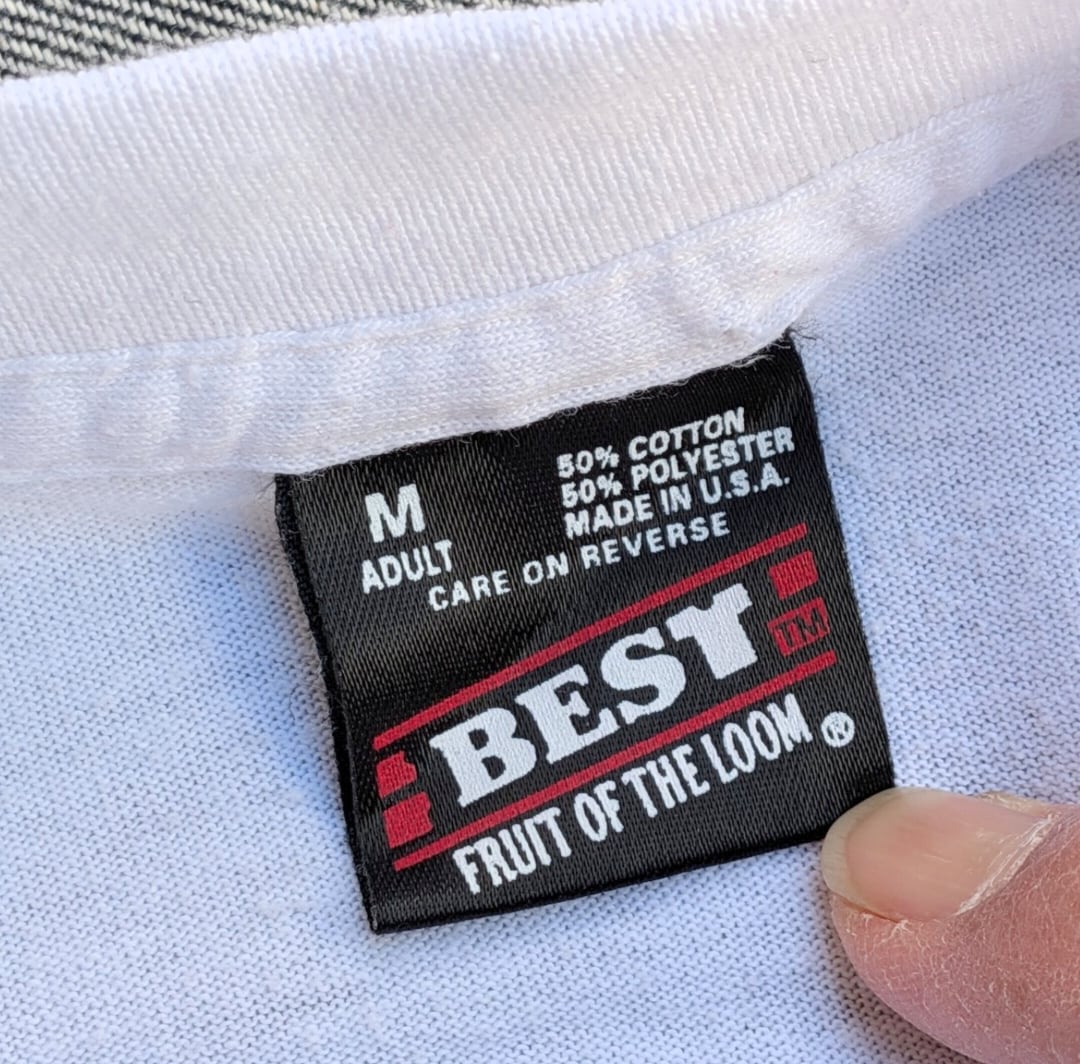 M
ADULT
50% COTTON
50% POLYESTER
MADE IN U.S.A.
CARE ON REVERSE
BEST TM
FRUIT OF THE LOOM ®